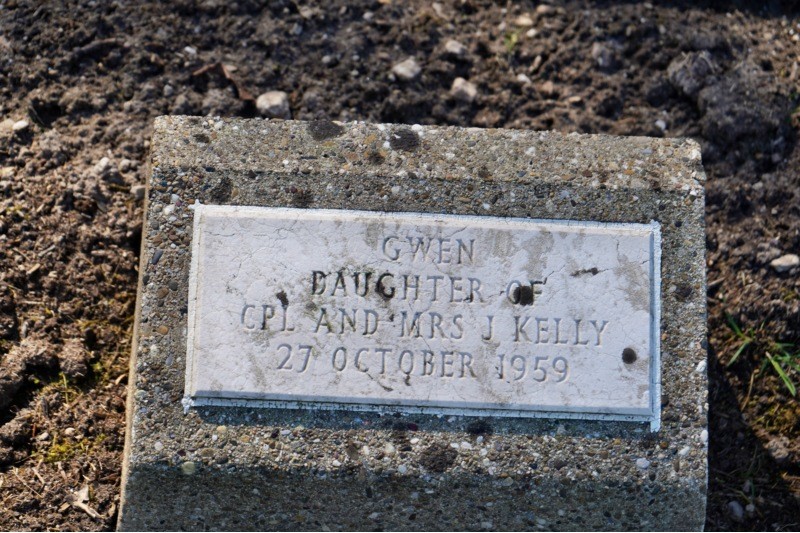 GWEN
DAUGHTER OF
CPL AND MRS J KELLY
27 OCTOBER 1959